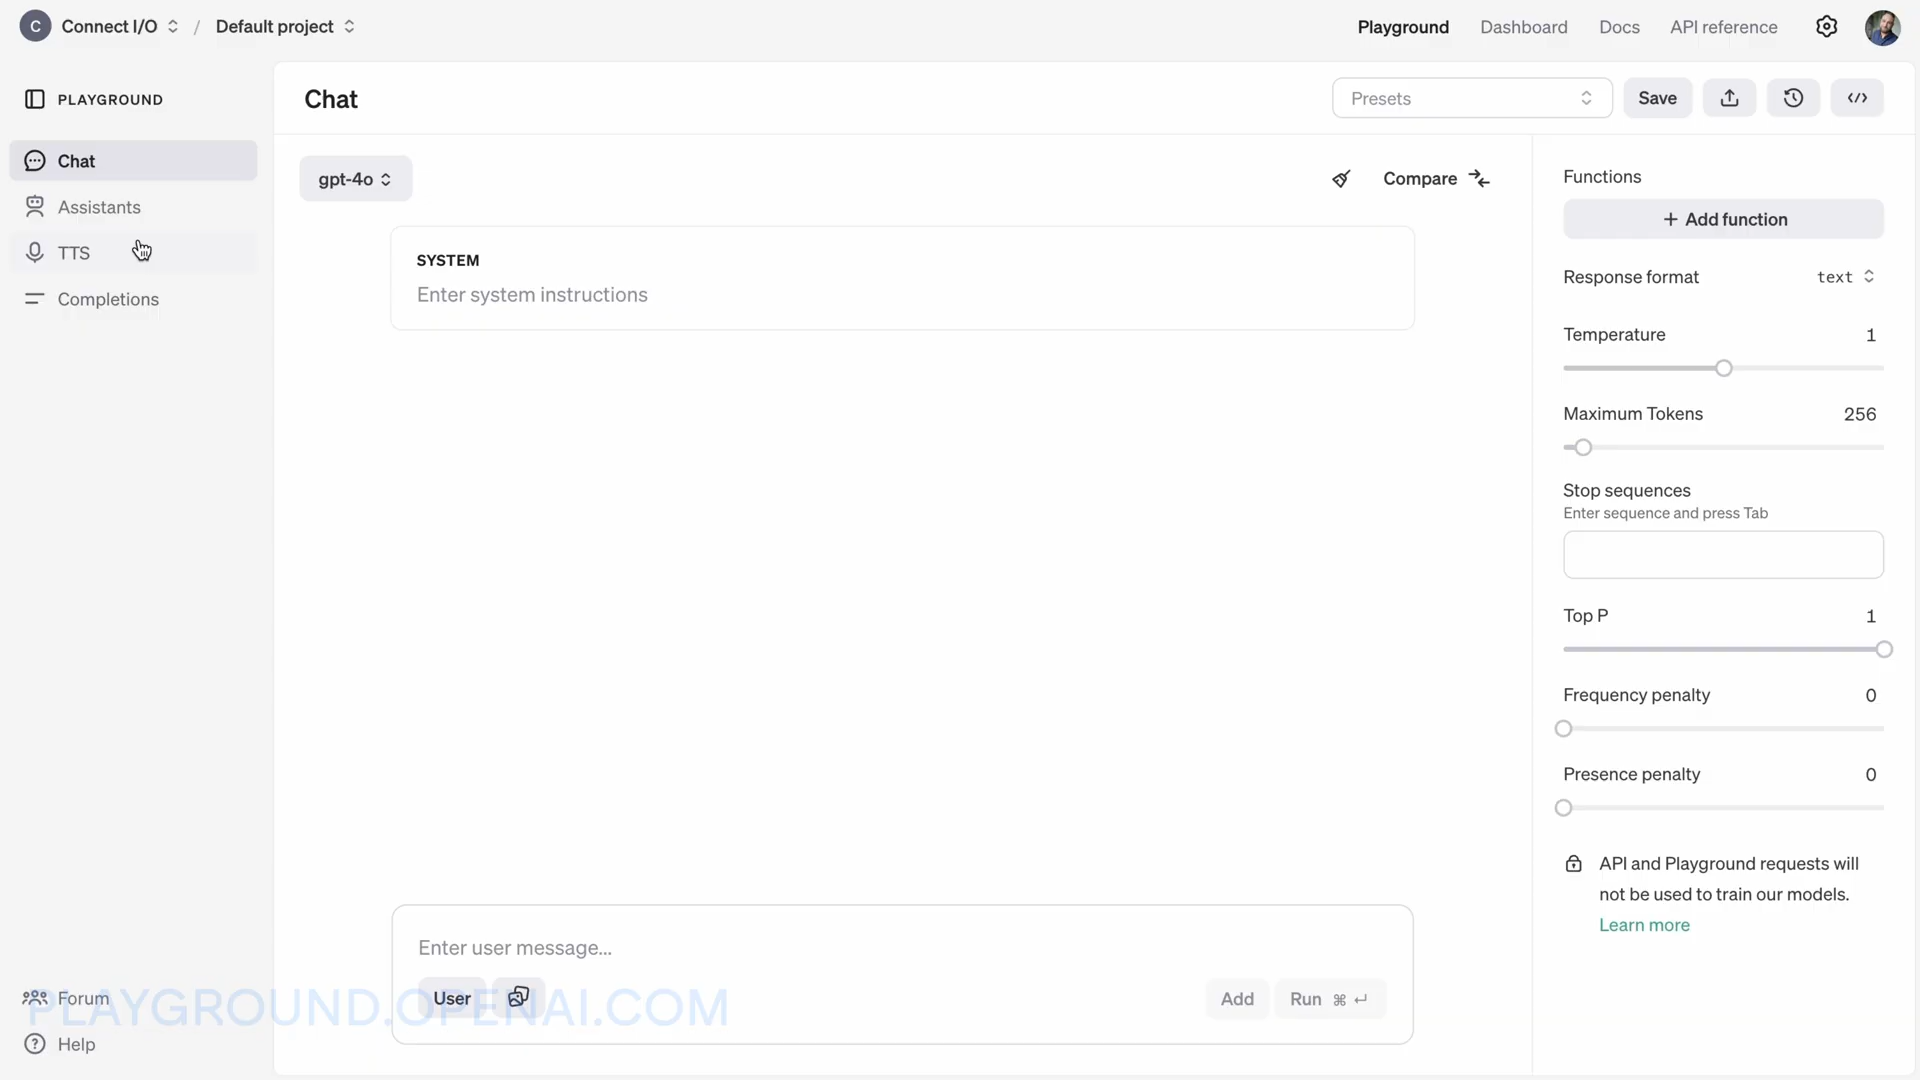 C Connect I/O / Default project
Playground Dashboard Docs API reference
PLAYGROUND
Chat
Assistants
TTS
Completions
Forum
Help
Chat
Presets
Save
gpt-4o
Compare
SYSTEM
Enter system instructions
Enter user message...
User
Add
Run ⌘ ↵
Functions
+ Add function
Response format text
Temperature 1
Maximum Tokens 256
Stop sequences
Enter sequence and press Tab
Top P 1
Frequency penalty 0
Presence penalty 0
API and Playground requests will
not be used to train our models.
Learn more
PLAYGROUND.OPENAI.COM